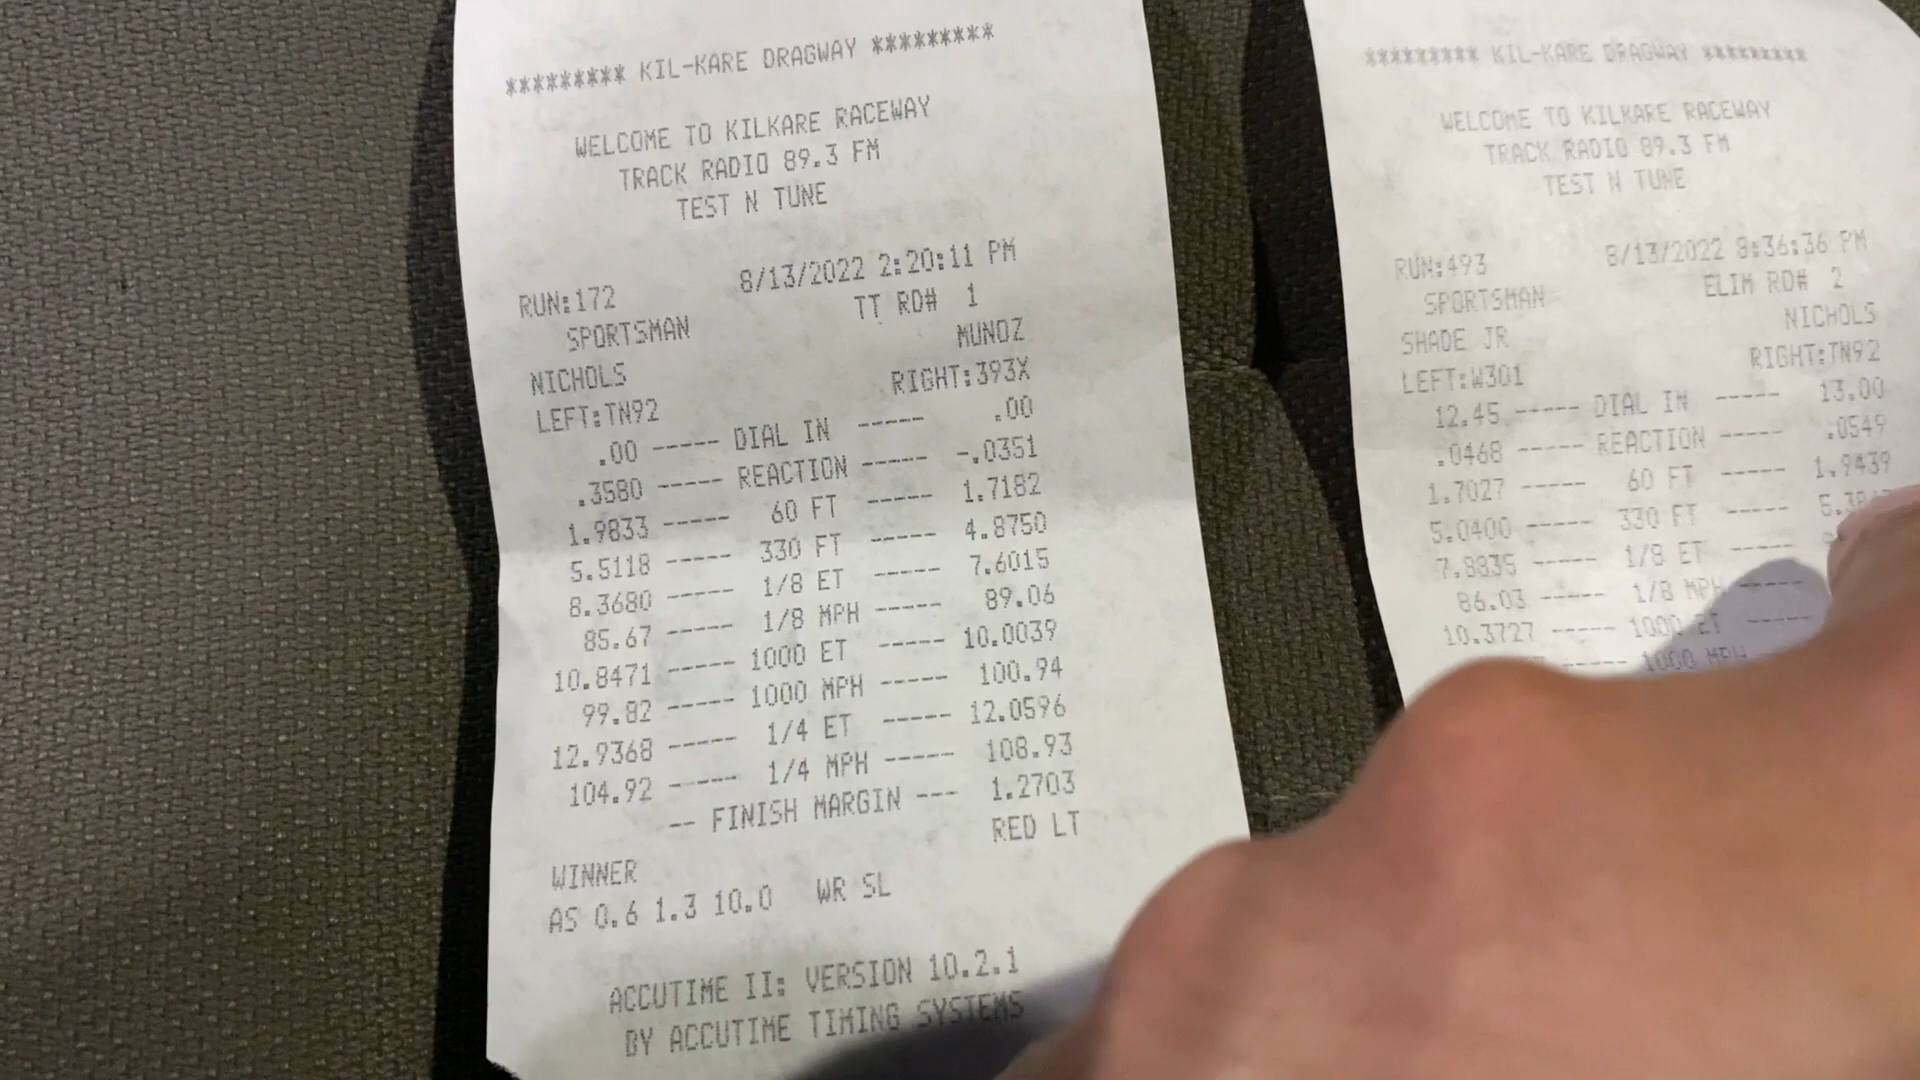 ********* KIL-KARE DRAGWAY *********
WELCOME TO KILKARE RACEWAY
TRACK RADIO 89.3 FM
TEST N TUNE
RUN:172 8/13/2022 2:20:11 PM
SPORTSMAN TT RD# 1
NICHOLS MUNOZ
LEFT:TN92 RIGHT:393X
.00 ----- DIAL IN ----- .00
.3580 ----- REACTION ----- -.0351
1.9833 ----- 60 FT ----- 1.7182
5.5118 ----- 330 FT ----- 4.8750
8.3680 ----- 1/8 ET ----- 7.6015
85.67 ----- 1/8 MPH ----- 89.06
10.8471 ----- 1000 ET ----- 10.0039
99.82 ----- 1000 MPH ----- 100.94
12.9368 ----- 1/4 ET ----- 12.0596
104.92 ----- 1/4 MPH ----- 108.93
-- FINISH MARGIN --- 1.2703
WINNER RED LT
AS 0.6 1.3 10.0 WR SL
ACCUTIME II: VERSION 10.2.1
BY ACCUTIME TIMING SYSTEMS
********* KIL-KARE DRAGWAY *********
WELCOME TO KILKARE RACEWAY
TRACK RADIO 89.3 FM
TEST N TUNE
RUN:493 8/13/2022 8:36:36 PM
SPORTSMAN ELIM RD# 2
SHADE JR NICHOLS
LEFT:W301 RIGHT:TN92
12.45 ----- DIAL IN ----- 13.00
.0468 ----- REACTION ----- .0549
1.7027 ----- 60 FT ----- 1.9439
5.0400 ----- 330 FT -----
7.8835 ----- 1/8 ET -----
86.03 ----- 1/8 MPH -----
10.3727 ----- 1000 ET -----
----- 1000 MPH